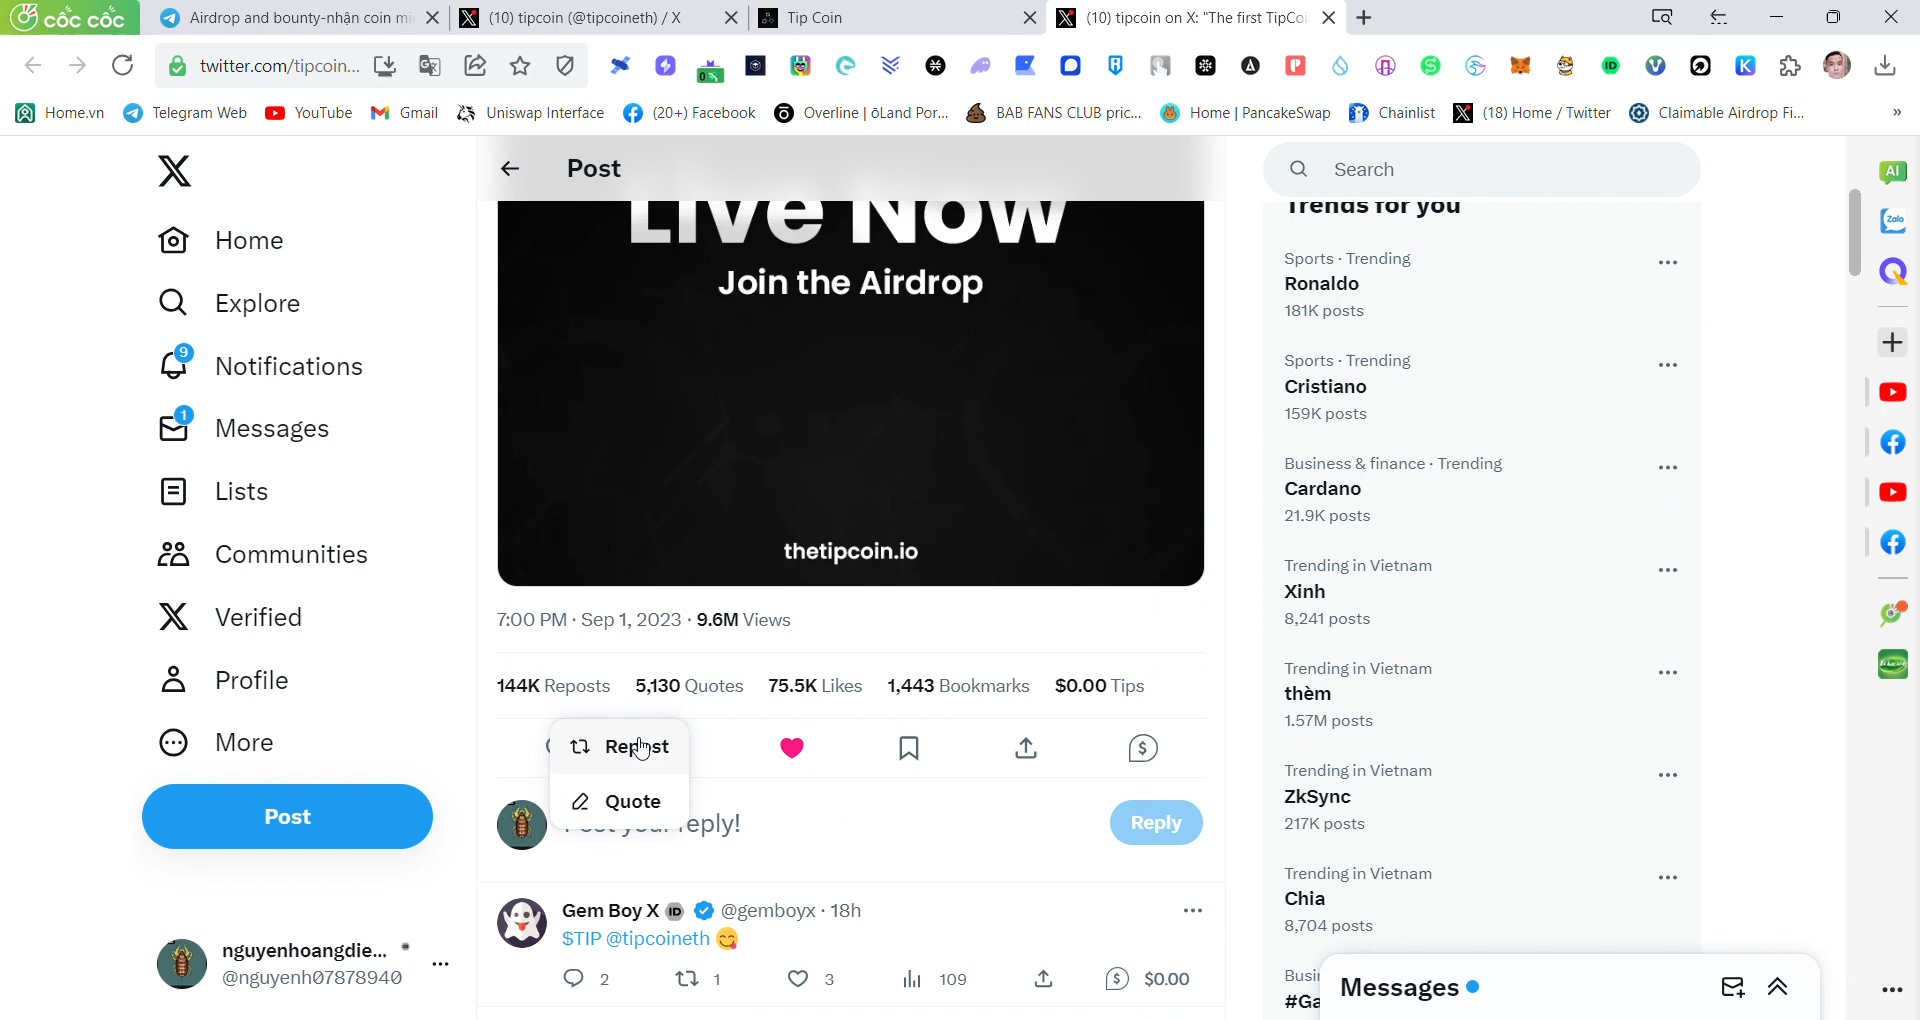 cốc cốc
Airdrop and bounty-nhận coin mi
(10) tipcoin (@tipcoineth) / X
Tip Coin
(10) tipcoin on X: "The first TipCoi
twitter.com/tipcoin...
Home.vn
Telegram Web
YouTube
Gmail
Uniswap Interface
(20+) Facebook
Overline | ōLand Por...
BAB FANS CLUB pric...
Home | PancakeSwap
Chainlist
(18) Home / Twitter
Claimable Airdrop Fi...
»
Home
Explore
9
Notifications
1
Messages
Lists
Communities
Verified
Profile
More
Post
nguyenhoangdie...
@nguyenh07878940
Post
Live Now
Join the Airdrop
thetipcoin.io
7:00 PM · Sep 1, 2023 · 9.6M Views
144K Reposts 5,130 Quotes 75.5K Likes 1,443 Bookmarks $0.00 Tips
Repost
Quote
Post your reply!
Reply
Gem Boy X ID @gemboyx · 18h
$TIP @tipcoineth 😋
2 1 3 109 $0.00
Search
Trends for you
Sports · Trending
Ronaldo
181K posts
Sports · Trending
Cristiano
159K posts
Business & finance · Trending
Cardano
21.9K posts
Trending in Vietnam
Xinh
8,241 posts
Trending in Vietnam
thèm
1.57M posts
Trending in Vietnam
ZkSync
217K posts
Trending in Vietnam
Chia
8,704 posts
Busi
#Ga
Messages
AI
Zalo